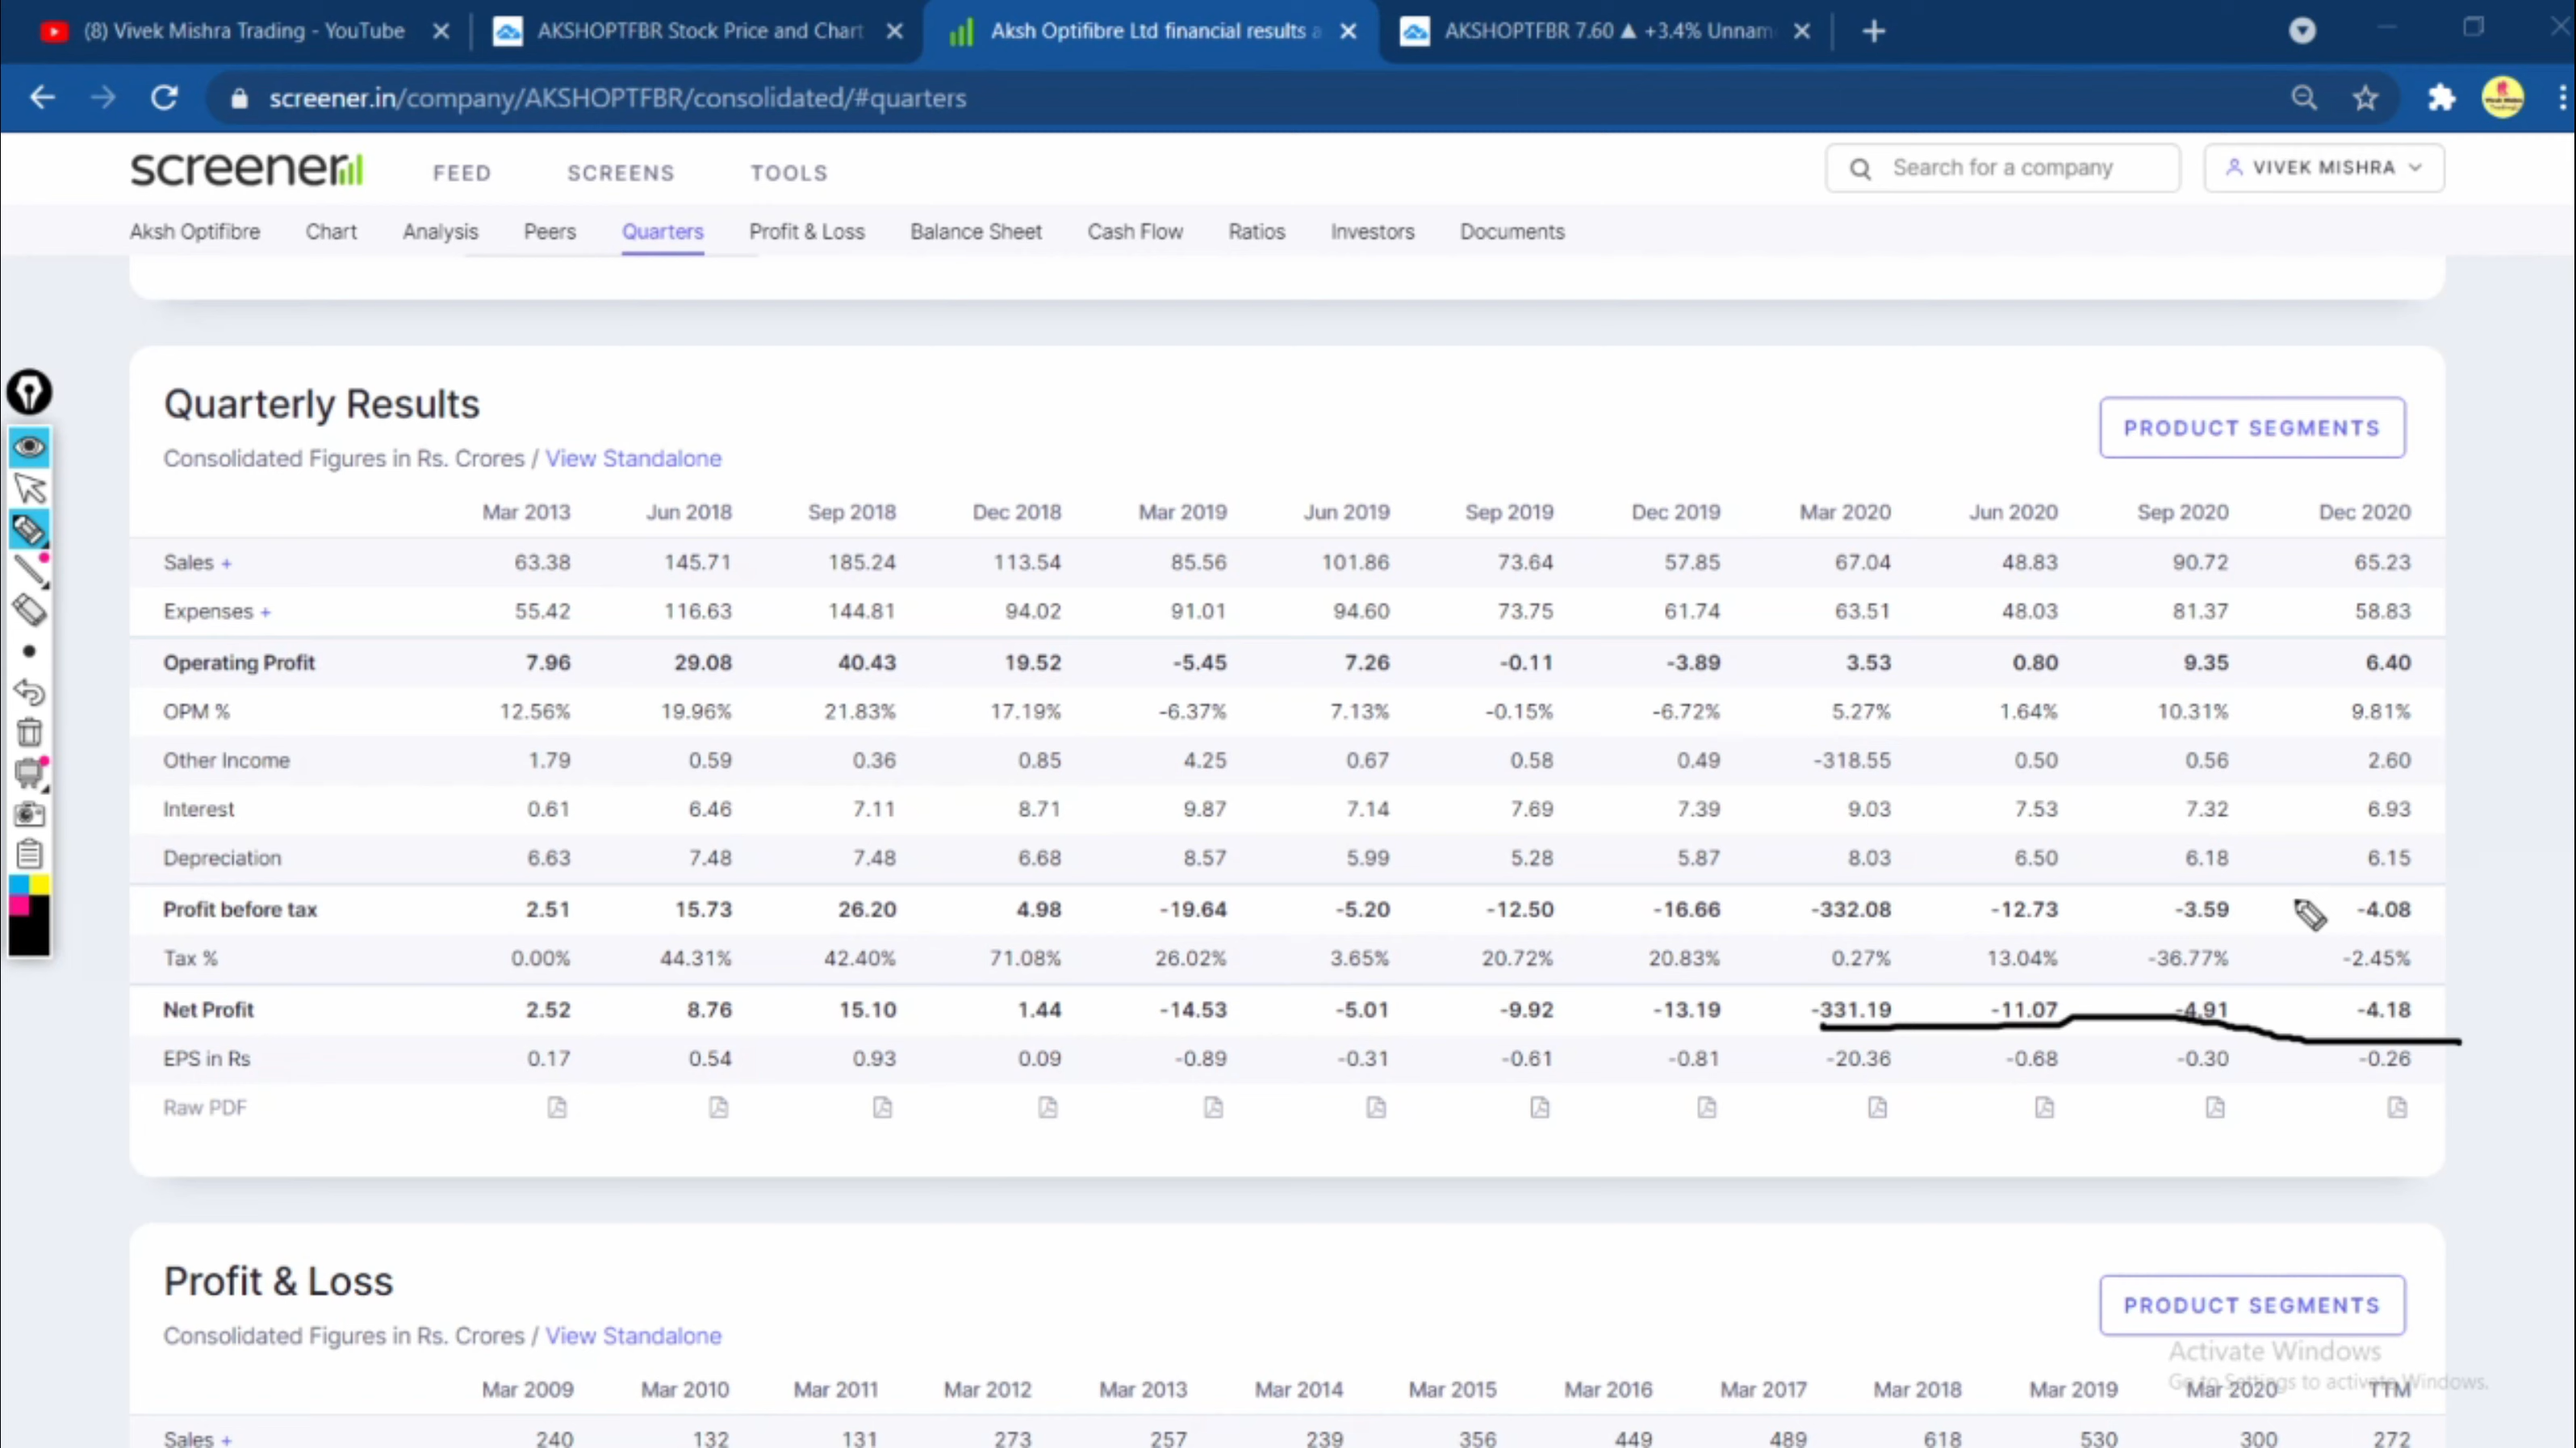 (8) Vivek Mishra Trading - YouTube
AKSHOPTFBR Stock Price and Chart
Aksh Optifibre Ltd financial results a
AKSHOPTFBR 7.60 ▲ +3.4% Unnam
screener.in/company/AKSHOPTFBR/consolidated/#quarters
screener FEED SCREENS TOOLS Search for a company VIVEK MISHRA
Aksh Optifibre Chart Analysis Peers Quarters Profit & Loss Balance Sheet Cash Flow Ratios Investors Documents
Quarterly Results
PRODUCT SEGMENTS
Consolidated Figures in Rs. Crores / View Standalone
Mar 2013 Jun 2018 Sep 2018 Dec 2018 Mar 2019 Jun 2019 Sep 2019 Dec 2019 Mar 2020 Jun 2020 Sep 2020 Dec 2020
Sales + 63.38 145.71 185.24 113.54 85.56 101.86 73.64 57.85 67.04 48.83 90.72 65.23
Expenses + 55.42 116.63 144.81 94.02 91.01 94.60 73.75 61.74 63.51 48.03 81.37 58.83
Operating Profit 7.96 29.08 40.43 19.52 -5.45 7.26 -0.11 -3.89 3.53 0.80 9.35 6.40
OPM % 12.56% 19.96% 21.83% 17.19% -6.37% 7.13% -0.15% -6.72% 5.27% 1.64% 10.31% 9.81%
Other Income 1.79 0.59 0.36 0.85 4.25 0.67 0.58 0.49 -318.55 0.50 0.56 2.60
Interest 0.61 6.46 7.11 8.71 9.87 7.14 7.69 7.39 9.03 7.53 7.32 6.93
Depreciation 6.63 7.48 7.48 6.68 8.57 5.99 5.28 5.87 8.03 6.50 6.18 6.15
Profit before tax 2.51 15.73 26.20 4.98 -19.64 -5.20 -12.50 -16.66 -332.08 -12.73 -3.59 -4.08
Tax % 0.00% 44.31% 42.40% 71.08% 26.02% 3.65% 20.72% 20.83% 0.27% 13.04% -36.77% -2.45%
Net Profit 2.52 8.76 15.10 1.44 -14.53 -5.01 -9.92 -13.19 -331.19 -11.07 -4.91 -4.18
EPS in Rs 0.17 0.54 0.93 0.09 -0.89 -0.31 -0.61 -0.81 -20.36 -0.68 -0.30 -0.26
Raw PDF
Profit & Loss
PRODUCT SEGMENTS
Consolidated Figures in Rs. Crores / View Standalone
Activate Windows
Go to Settings to activate Windows.
Mar 2009 Mar 2010 Mar 2011 Mar 2012 Mar 2013 Mar 2014 Mar 2015 Mar 2016 Mar 2017 Mar 2018 Mar 2019 Mar 2020 TTM
Sales + 240 132 131 273 257 239 356 449 489 618 530 300 272